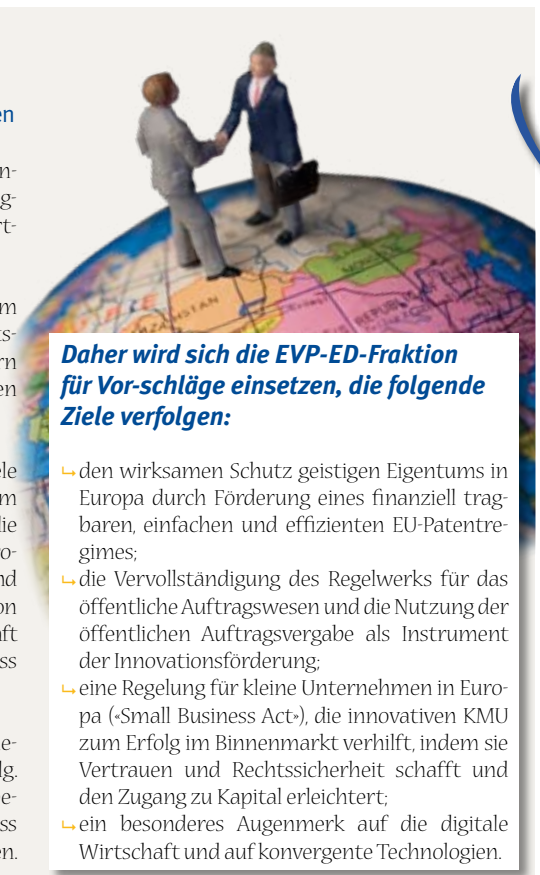 Daher wird sich die EVP-ED-Fraktion
für Vor-schläge einsetzen, die folgende
Ziele verfolgen:
↳den wirksamen Schutz geistigen Eigentums in
Europa durch Förderung eines finanziell trag-
baren, einfachen und effizienten EU-Patentre-
gimes;
↳die Vervollständigung des Regelwerks für das
öffentliche Auftragswesen und die Nutzung der
öffentlichen Auftragsvergabe als Instrument
der Innovationsförderung;
↳eine Regelung für kleine Unternehmen in Euro-
pa («Small Business Act»), die innovativen KMU
zum Erfolg im Binnenmarkt verhilft, indem sie
Vertrauen und Rechtssicherheit schafft und
den Zugang zu Kapital erleichtert;
↳ein besonderes Augenmerk auf die digitale
Wirtschaft und auf konvergente Technologien.